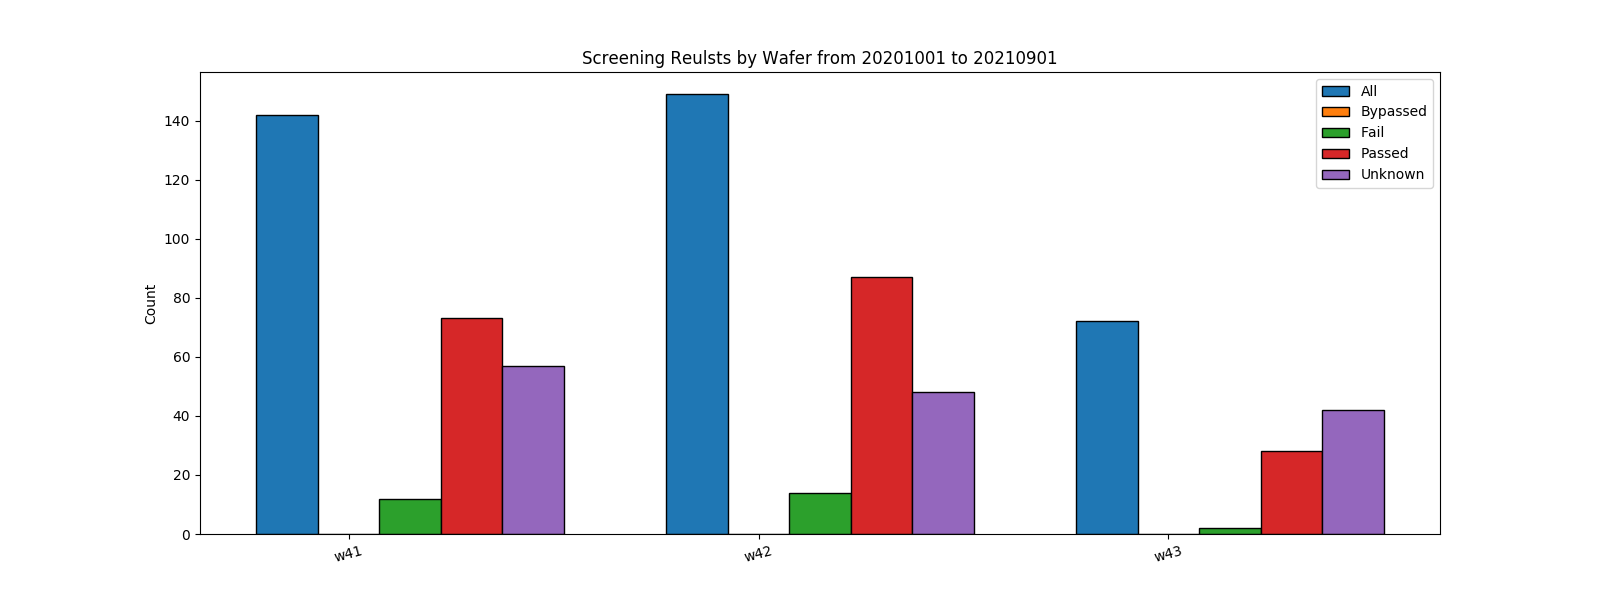 Screening Reulsts by Wafer from 20201001 to 20210901
All
Bypassed
Fail
Passed
Unknown
Count
140
120
100
80
60
40
20
0
w41
w42
w43